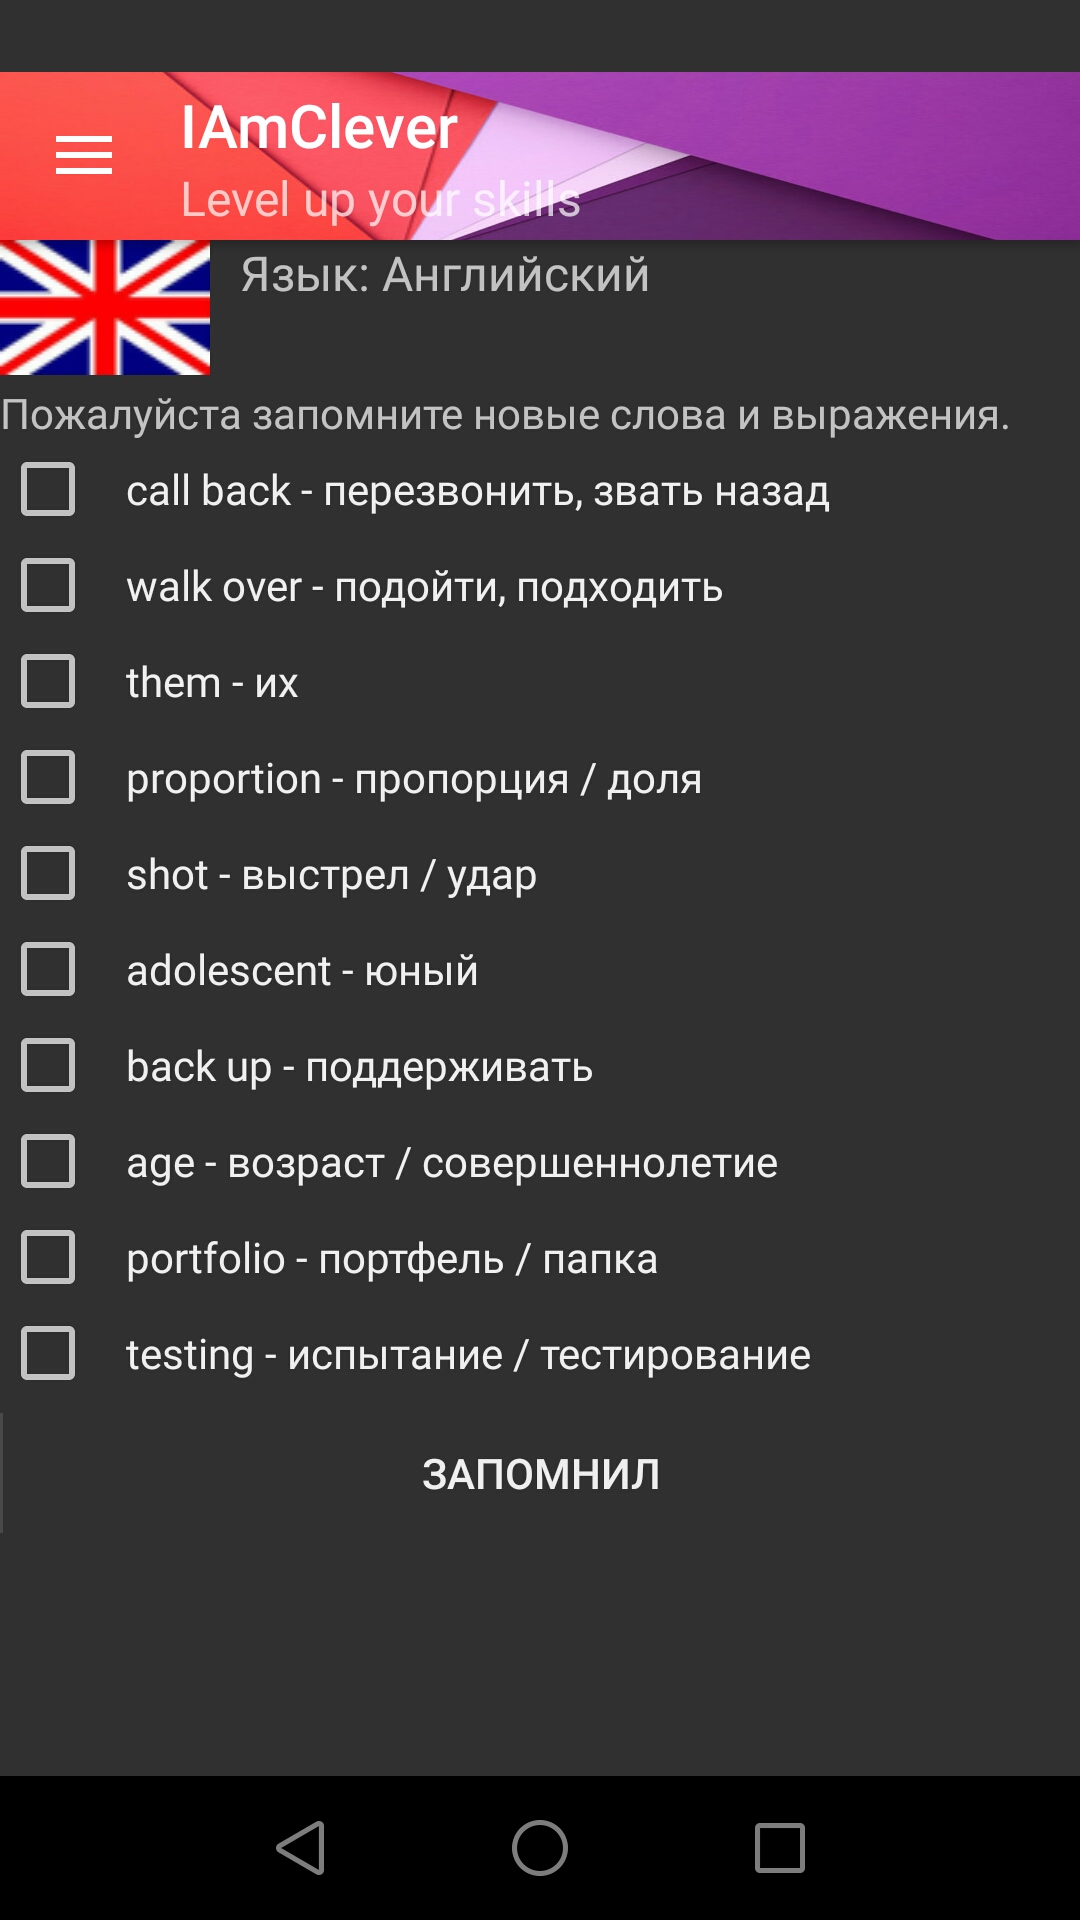 IAmClever
Level up your skills
Язык: Английский
Пожалуйста запомните новые слова и выражения.
call back - перезвонить, звать назад
walk over - подойти, подходить
them - их
proportion - пропорция / доля
shot - выстрел / удар
adolescent - юный
back up - поддерживать
age - возраст / совершеннолетие
portfolio - портфель / папка
testing - испытание / тестирование
ЗАПОМНИЛ